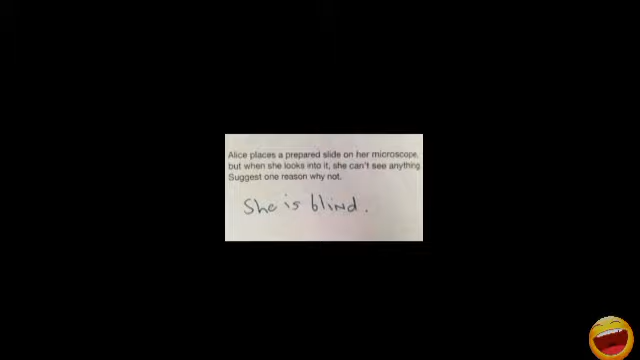 Alice places a prepared slide on her microscope,
but when she looks into it, she can't see anything
Suggest one reason why not.
She is blind.